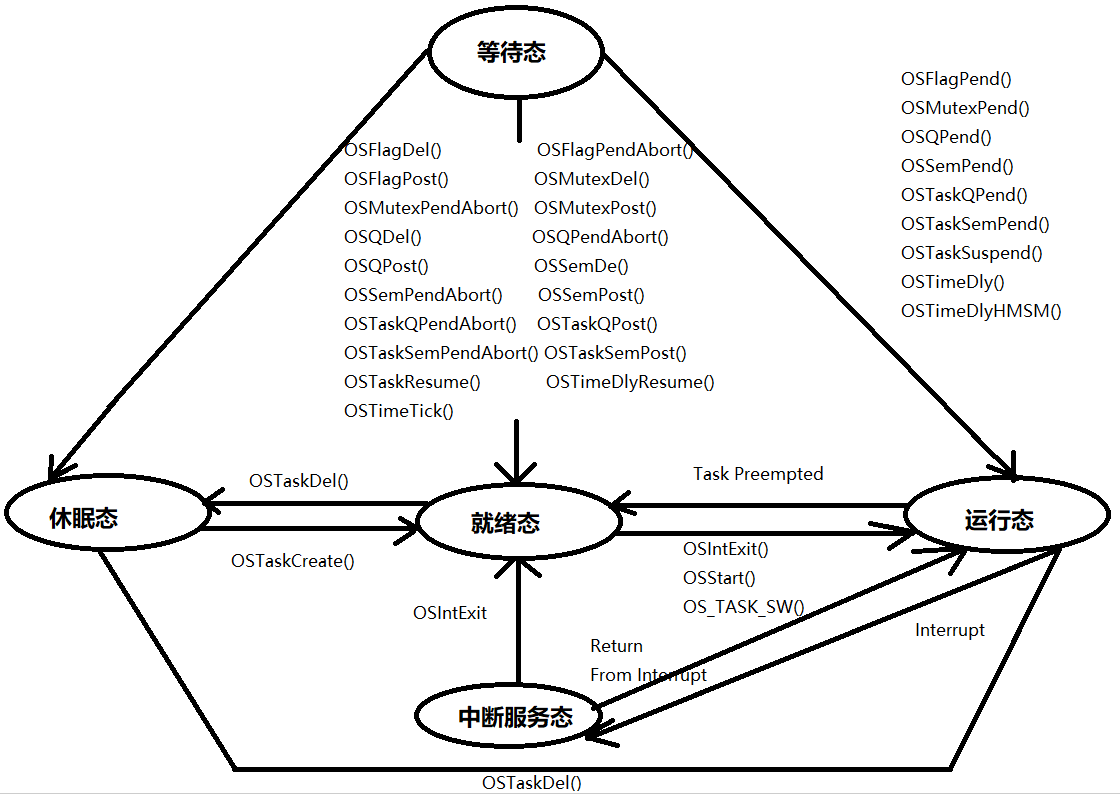 等待态
OSFlagPend()
OSMutexPend()
OSQPend()
OSSemPend()
OSTaskQPend()
OSTaskSemPend()
OSTaskSuspend()
OSTimeDly()
OSTimeDlyHMSM()
OSFlagDel() OSFlagPendAbort()
OSFlagPost() OSMutexDel()
OSMutexPendAbort() OSMutexPost()
OSQDel() OSQPendAbort()
OSQPost() OSSemDe()
OSSemPendAbort() OSSemPost()
OSTaskQPendAbort() OSTaskQPost()
OSTaskSemPendAbort() OSTaskSemPost()
OSTaskResume() OSTimeDlyResume()
OSTimeTick()
OSTaskDel()
Task Preempted
休眠态
就绪态
运行态
OSTaskCreate()
OSIntExit()
OSStart()
OS_TASK_SW()
OSIntExit
Interrupt
Return
From Interrupt
中断服务态
OSTaskDel()